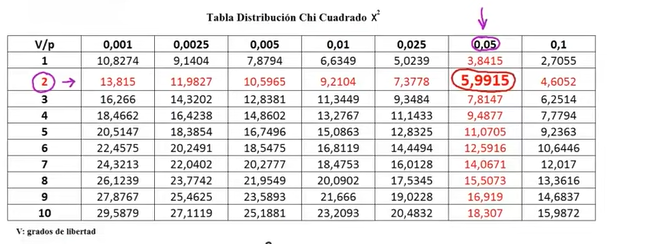 Tabla Distribución Chi Cuadrado X²
V/p 0,001 0,0025 0,005 0,01 0,025 0,05 0,1
1 10,8274 9,1404 7,8794 6,6349 5,0239 3,8415 2,7055
2 13,815 11,9827 10,5965 9,2104 7,3778 5,9915 4,6052
3 16,266 14,3202 12,8381 11,3449 9,3484 7,8147 6,2514
4 18,4662 16,4238 14,8602 13,2767 11,1433 9,4877 7,7794
5 20,5147 18,3854 16,7496 15,0863 12,8325 11,0705 9,2363
6 22,4575 20,2491 18,5475 16,8119 14,4494 12,5916 10,6446
7 24,3213 22,0402 20,2777 18,4753 16,0128 14,0671 12,017
8 26,1239 23,7742 21,9549 20,0902 17,5345 15,5073 13,3616
9 27,8767 25,4625 23,5893 21,666 19,0228 16,919 14,6837
10 29,5879 27,1119 25,1881 23,2093 20,4832 18,307 15,9872
V: grados de libertad